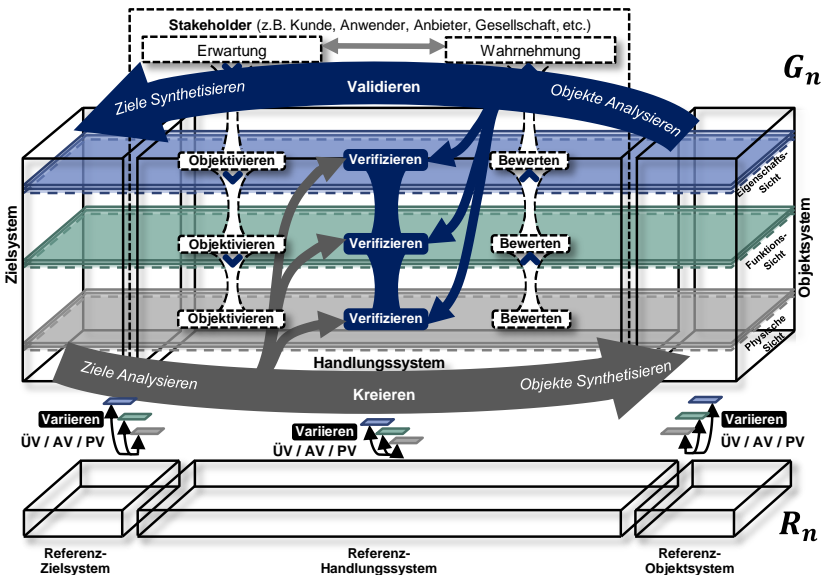 Stakeholder (z.B. Kunde, Anwender, Anbieter, Gesellschaft, etc.)
Erwartung
Wahrnehmung
G_n
Ziele Synthetisieren
Validieren
Objekte Analysieren
Objektivieren
Verifizieren
Bewerten
Eigenschafts-
Sicht
Zielsystem
Objektsystem
Objektivieren
Verifizieren
Bewerten
Funktions-
Sicht
Objektivieren
Verifizieren
Bewerten
Physische
Sicht
Handlungssystem
Ziele Analysieren
Kreieren
Objekte Synthetisieren
Variieren
ÜV / AV / PV
Variieren
ÜV / AV / PV
Variieren
ÜV / AV / PV
R_n
Referenz-
Zielsystem
Referenz-
Handlungssystem
Referenz-
Objektsystem